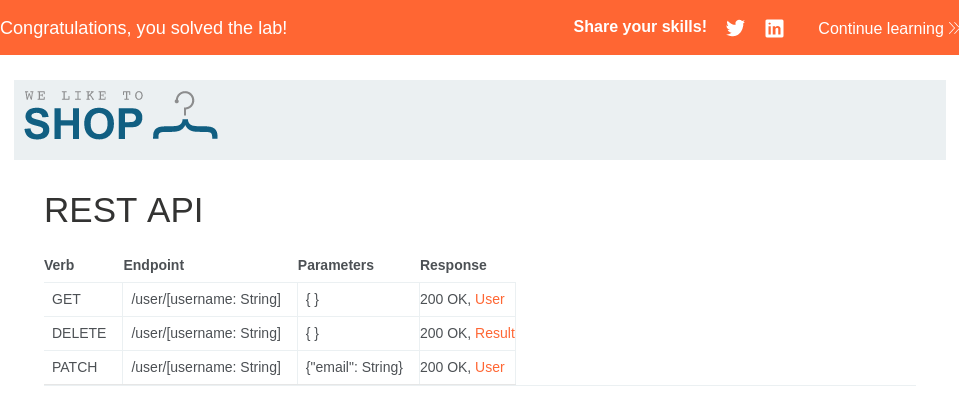 Congratulations, you solved the lab!
Share your skills!
Continue learning
WE LIKE TO
SHOP
REST API
Verb Endpoint Parameters Response
GET /user/[username: String] { } 200 OK, User
DELETE /user/[username: String] { } 200 OK, Result
PATCH /user/[username: String] {"email": String} 200 OK, User